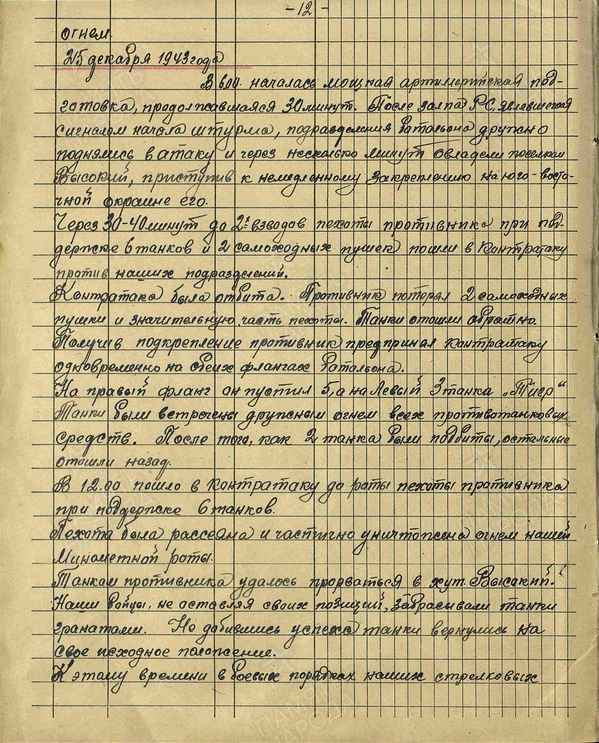 -12-
огнем.
25 декабря 1943 года
В 600. началась мощная артиллерийская под-
готовка, продолжавшаяся 30 минут. После залпа РС, являвшегося
сигналом начала штурма, подразделения батальона дружно
поднялись в атаку и через несколько минут овладели поселком
Высокий, приступив к немедленному закреплению на юго-восто-
чной окраине его.
Через 30-40 минут до 2х взводов пехоты противника при под-
держке 6 танков и 2 самоходных пушек пошли в контратаку
против наших подразделений.
Контратака была отбита. Противник потерял 2 самоходных
пушки и значительную часть пехоты. Танки отошли обратно
Получив подкрепление противник предпринял контратаку
одновременно на обеих флангах батальона.
На правый фланг он пустил 5, а на левый 3 танка „Тигр“
Танки были встречены дружным огнем всех противотанковых
средств. После того, как 2 танка были подбиты, остальные
отошли назад.
В 12.00 пошло в контратаку до роты пехоты противника
при поддержке 6 танков.
Пехота была рассеяна и частично уничтожена огнем нашей
минометной роты.
Танкам противника удалось прорваться в хут. Высокий.
Наши бойцы, не оставляя своих позиций, забрасывали танки
гранатами. Не добившись успеха танки вернулись на
свое исходное положение.
К этому времени в боевых порядках наших стрелковых